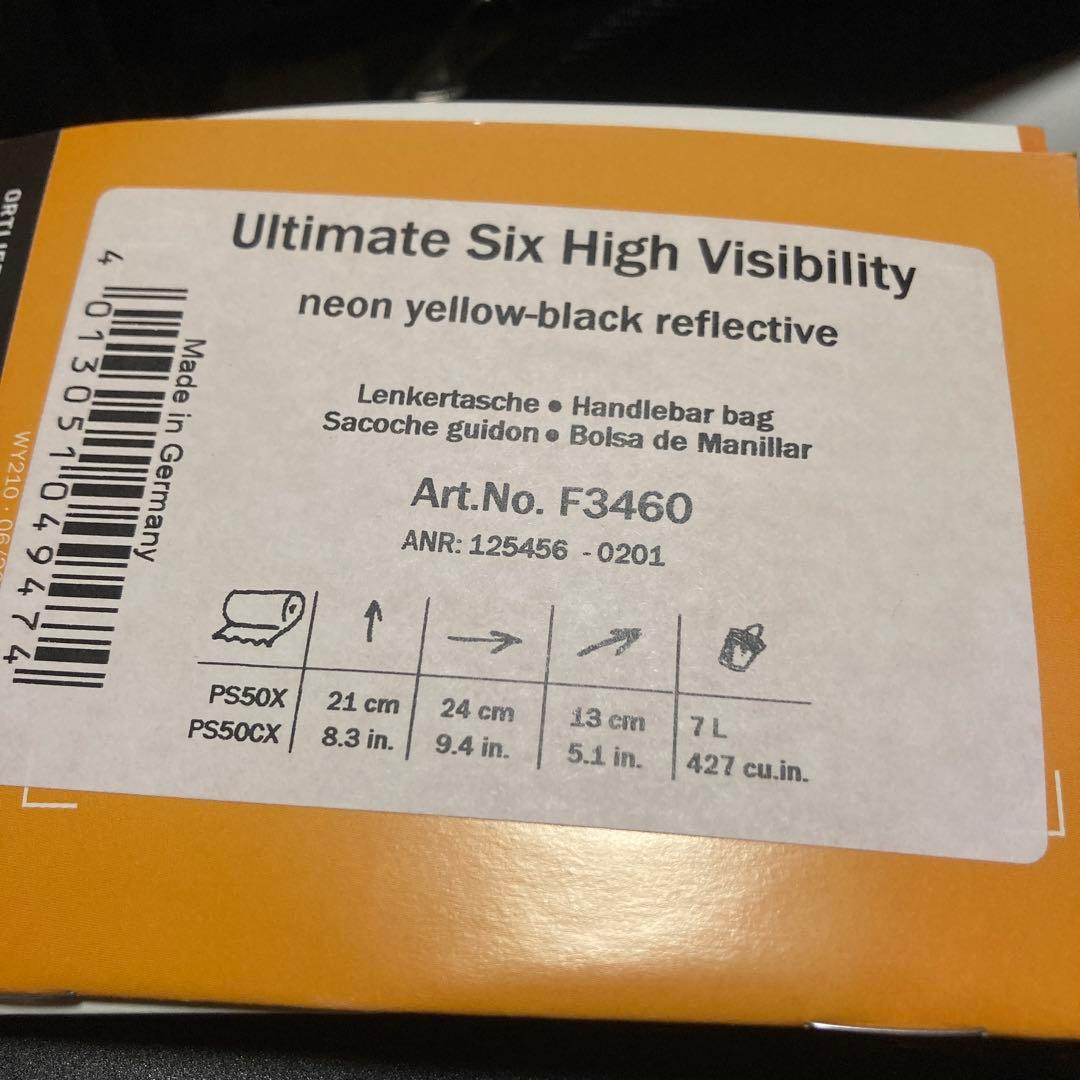 Ultimate Six High Visibility
neon yellow-black reflective
Lenkertasche • Handlebar bag
Sacoche guidon • Bolsa de Manillar
Art.No. F3460
ANR: 125456 -0201
PS50X 21 cm 24 cm 13 cm 7 L
PS50CX 8.3 in. 9.4 in. 5.1 in. 427 cu.in.
Made in Germany
4 013051 049474
WY210